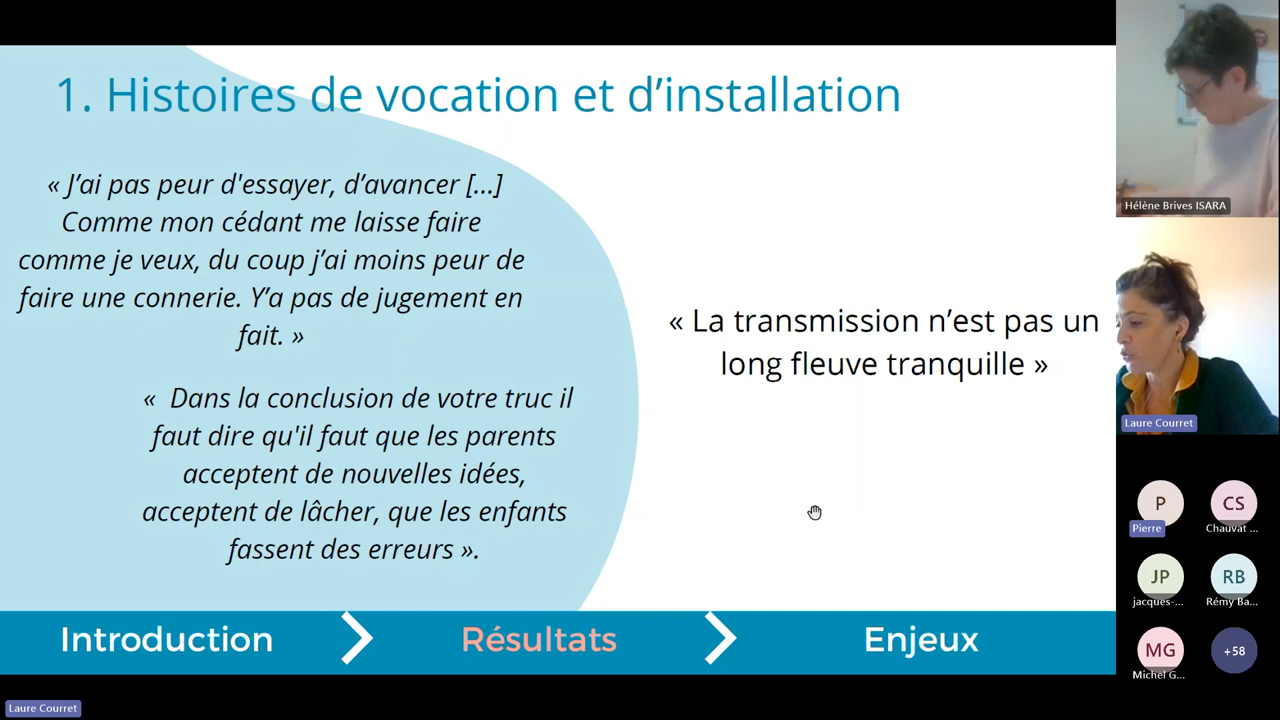 1. Histoires de vocation et d’installation
« J’ai pas peur d'essayer, d’avancer [...]
Comme mon cédant me laisse faire
comme je veux, du coup j’ai moins peur de
faire une connerie. Y’a pas de jugement en
fait. »
« Dans la conclusion de votre truc il
faut dire qu'il faut que les parents
acceptent de nouvelles idées,
acceptent de lâcher, que les enfants
fassent des erreurs ».
« La transmission n’est pas un
long fleuve tranquille »
Introduction
Résultats
Enjeux
Hélène Brives ISARA
Laure Courret
P
Pierre
CS
Chauvat ...
JP
jacques-...
RB
Rémy Ba...
MG
Michel G...
+58
Laure Courret